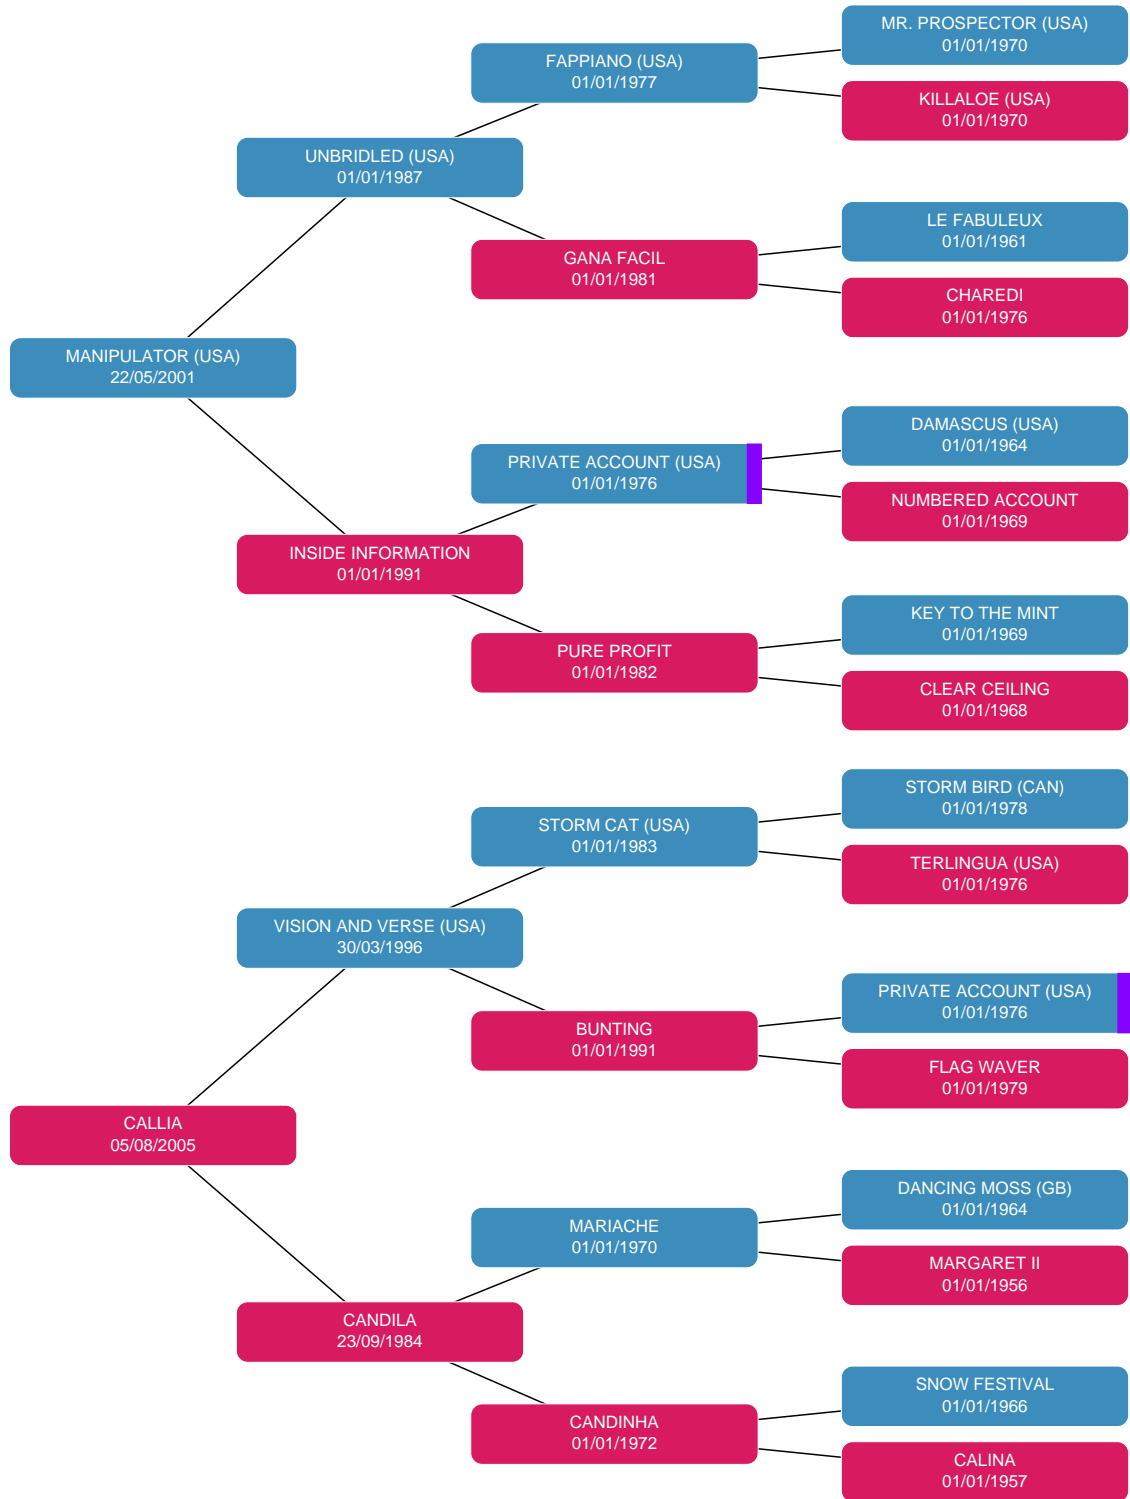 MR. PROSPECTOR (USA)
01/01/1970
FAPPIANO (USA)
01/01/1977
KILLALOE (USA)
01/01/1970
UNBRIDLED (USA)
01/01/1987
LE FABULEUX
01/01/1961
GANA FACIL
01/01/1981
CHAREDI
01/01/1976
MANIPULATOR (USA)
22/05/2001
DAMASCUS (USA)
01/01/1964
PRIVATE ACCOUNT (USA)
01/01/1976
NUMBERED ACCOUNT
01/01/1969
INSIDE INFORMATION
01/01/1991
KEY TO THE MINT
01/01/1969
PURE PROFIT
01/01/1982
CLEAR CEILING
01/01/1968
STORM BIRD (CAN)
01/01/1978
STORM CAT (USA)
01/01/1983
TERLINGUA (USA)
01/01/1976
VISION AND VERSE (USA)
30/03/1996
PRIVATE ACCOUNT (USA)
01/01/1976
BUNTING
01/01/1991
FLAG WAVER
01/01/1979
CALLIA
05/08/2005
DANCING MOSS (GB)
01/01/1964
MARIACHE
01/01/1970
MARGARET II
01/01/1956
CANDILA
23/09/1984
SNOW FESTIVAL
01/01/1966
CANDINHA
01/01/1972
CALINA
01/01/1957